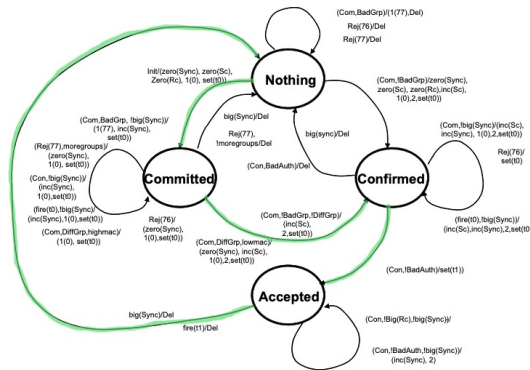 (Com,BadGrp)/(1(77),Del)
Rej(76)/Del
Rej(77)/Del
Nothing
Init/(zero(Sync), zero(Sc),
Zero(Rc), 1(0), set(t0))
(Com,!BadGrp)/zero(Sync),
zero(Sc), zero(Rc),inc(Sc),
1(0),2,set(t0))
big(Sync)/Del
Rej(77),
!moregroups/Del
big(sync)/Del
(Con,BadAuth)/Del
(Com,BadGrp, !big(Sync))/
(1(77), inc(Sync),
set(t0))
(Rej(77),moregroups)/
(zero(Sync),
1(0), set(t0))
(Con,!big(Sync))/
(inc(Sync),
1(0),set(t0))
(fire(t0),!big(Sync)/
(inc(Sync),1(0),set(t0))
(Com,DiffGrp,highmac)/
(1(0), set(t0))
Committed
Rej(76)/
(zero(Sync),
1(0),set(t0))
Confirmed
(Com,!big(Sync)/(inc(Sc),
inc(Sync), 1(0),2,set(t0))
Rej(76)/
set(t0)
(fire(t0),!big(Sync))/
(inc(Sc),inc(Sync),2,set(t0
(Com,!BadGrp,!DiffGrp)/
(inc(Sc),
2,set(t0))
(Com,DiffGrp,lowmac)/
(zero(Sync), inc(Sc),
1(0),2,set(t0))
(Con,!BadAuth)/set(t1))
Accepted
big(Sync)/Del
fire(t1)/Del
(Con,!Big(Rc),!big(Sync))/
(Com,!BadAuth,!big(Sync))/
(inc(Sync), 2)